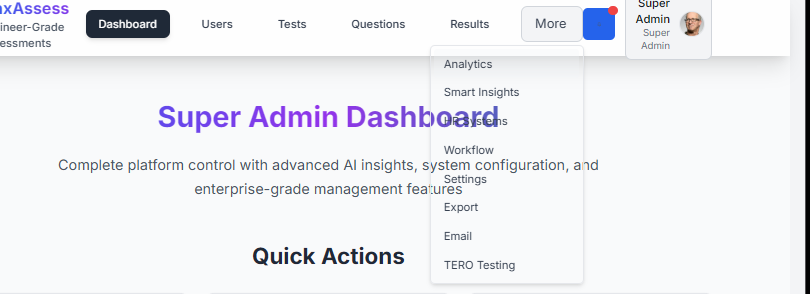 axAssess
ineer-Grade
essments
Dashboard
Users
Tests
Questions
Results
More
Super
Admin
Super
Admin
Analytics
Smart Insights
HR Systems
Workflow
Settings
Export
Email
TERO Testing
Super Admin Dashboard
Complete platform control with advanced AI insights, system configuration, and
enterprise-grade management features
Quick Actions